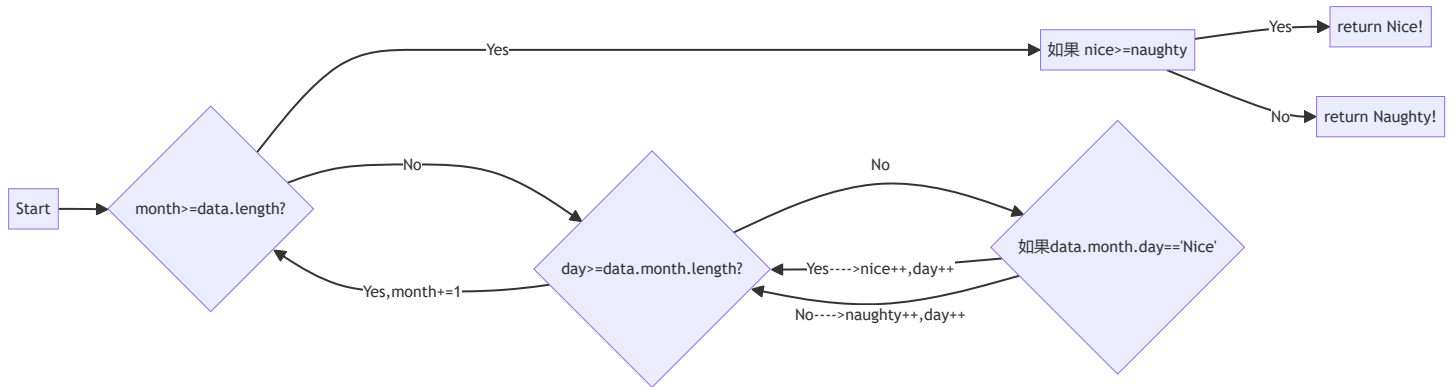 Start
month>=data.length?
Yes
No
Yes,month+=1
day>=data.month.length?
No
Yes---->nice++,day++
No---->naughty++,day++
如果data.month.day=='Nice'
如果 nice>=naughty
Yes
return Nice!
No
return Naughty!